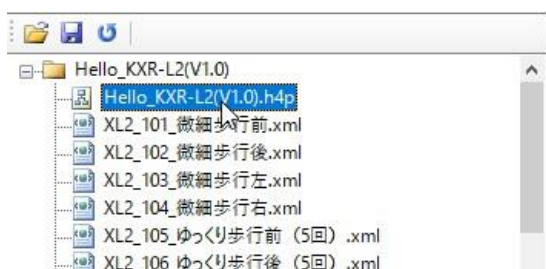 Hello_KXR-L2(V1.0)
Hello_KXR-L2(V1.0).h4p
XL2_101_微細歩行前.xml
XL2_102_微細歩行後.xml
XL2_103_微細歩行左.xml
XL2_104_微細歩行右.xml
XL2_105_ゆっくり歩行前（5回）.xml
XL2_106_ゆっくり歩行後（5回）.xml